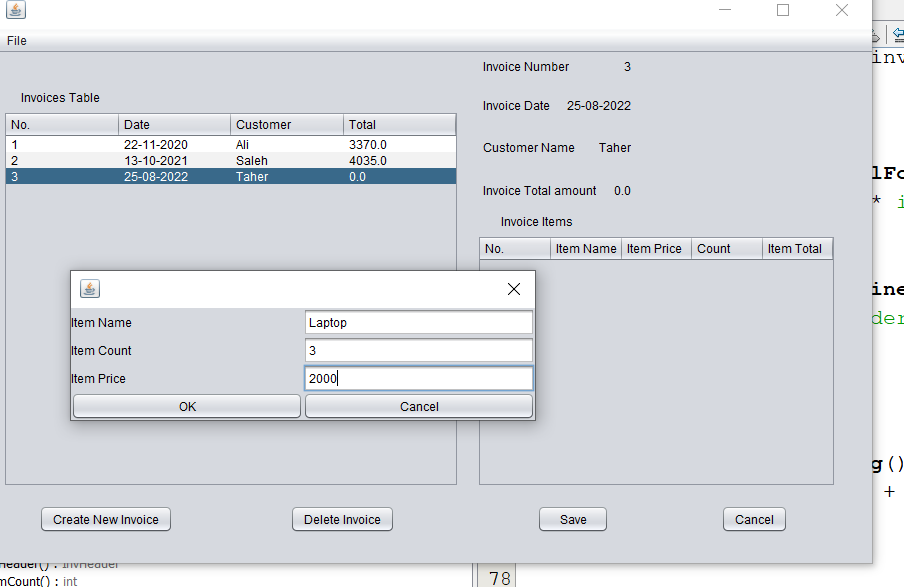 File
Invoice Number 3
Invoice Date 25-08-2022
Customer Name Taher
Invoice Total amount 0.0
Invoices Table
No. Date Customer Total
1 22-11-2020 Ali 3370.0
2 13-10-2021 Saleh 4035.0
3 25-08-2022 Taher 0.0
Invoice Items
No. Item Name Item Price Count Item Total
Item Name Laptop
Item Count 3
Item Price 2000
OK Cancel
Create New Invoice Delete Invoice Save Cancel
inv
lFo
* i
ine
der
g()
+
mCount() : int
78